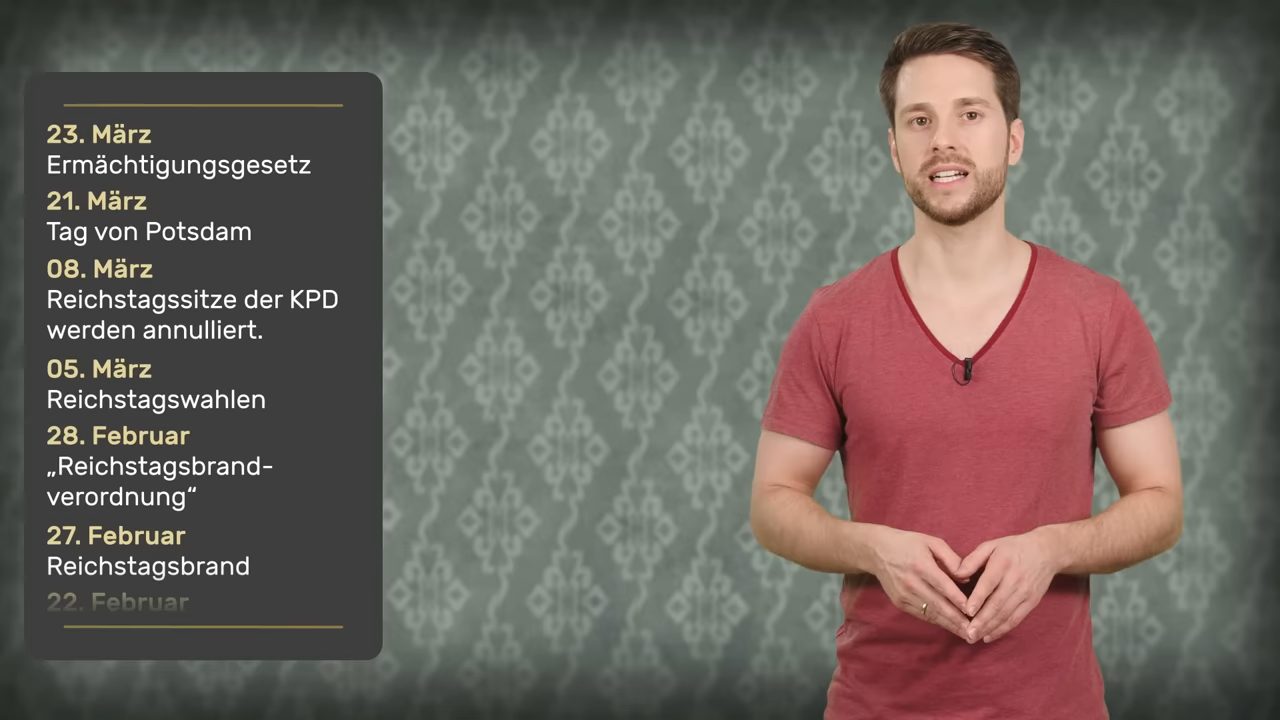 23. März
Ermächtigungsgesetz
21. März
Tag von Potsdam
08. März
Reichstagssitze der KPD
werden annulliert.
05. März
Reichstagswahlen
28. Februar
„Reichstagsbrand-
verordnung“
27. Februar
Reichstagsbrand
22. Februar